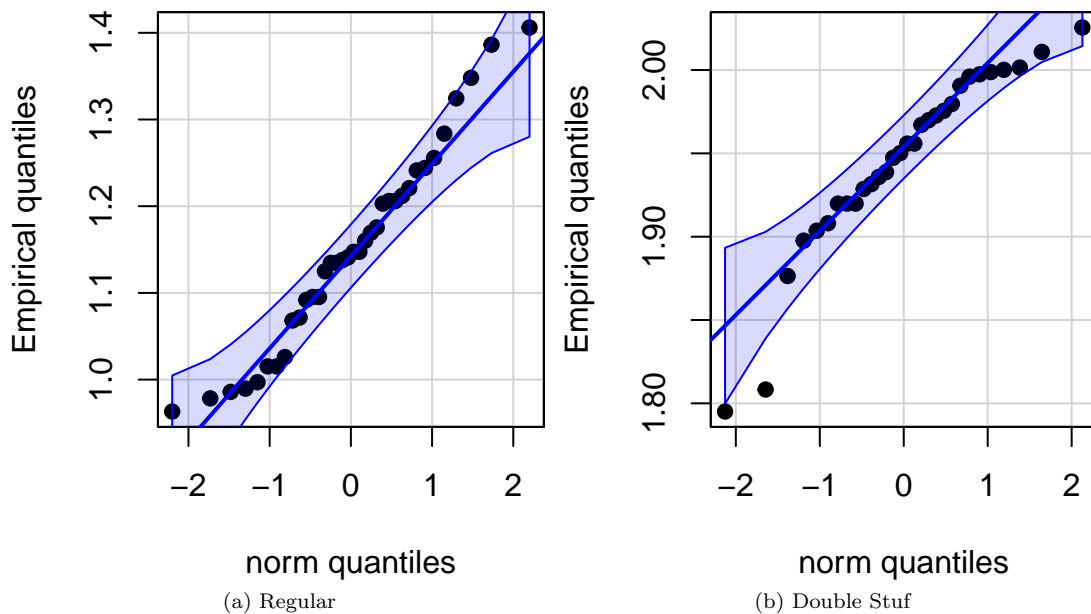 Empirical quantiles
1.4
1.3
1.2
1.1
1.0
−2 −1 0 1 2
norm quantiles
(a) Regular
Empirical quantiles
2.00
1.90
1.80
−2 −1 0 1 2
norm quantiles
(b) Double Stuf